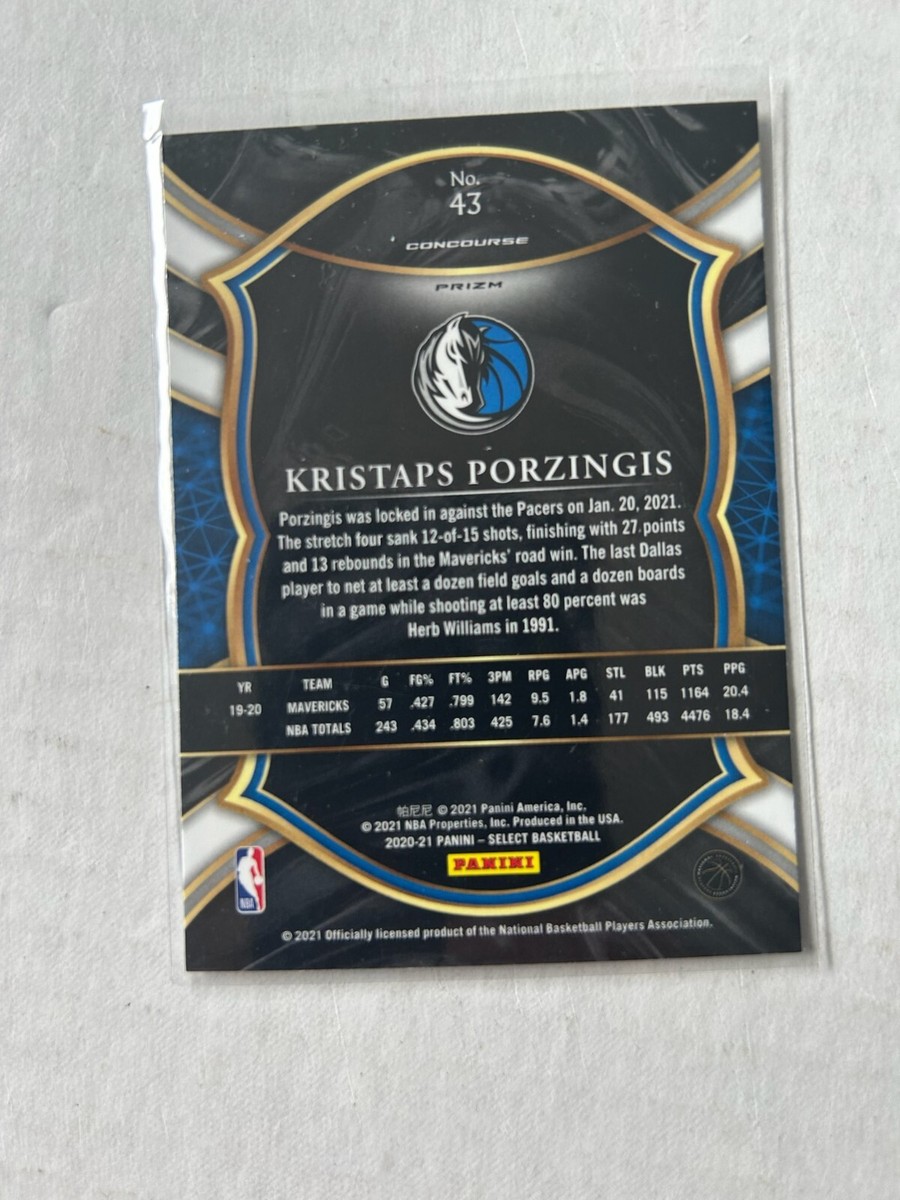 No.
43
CONCOURSE
PRIZM
KRISTAPS PORZINGIS
Porzingis was locked in against the Pacers on Jan. 20, 2021.
The stretch four sank 12-of-15 shots, finishing with 27 points
and 13 rebounds in the Mavericks' road win. The last Dallas
player to net at least a dozen field goals and a dozen boards
in a game while shooting at least 80 percent was
Herb Williams in 1991.
YR TEAM G FG% FT% 3PM RPG APG STL BLK PTS PPG
19-20 MAVERICKS 57 .427 .799 142 9.5 1.8 41 115 1164 20.4
NBA TOTALS 243 .434 .803 425 7.6 1.4 177 493 4476 18.4
帕尼尼 © 2021 Panini America, Inc.
© 2021 NBA Properties, Inc. Produced in the USA.
2020-21 PANINI – SELECT BASKETBALL
PANINI
NBA
© 2021 Officially licensed product of the National Basketball Players Association.